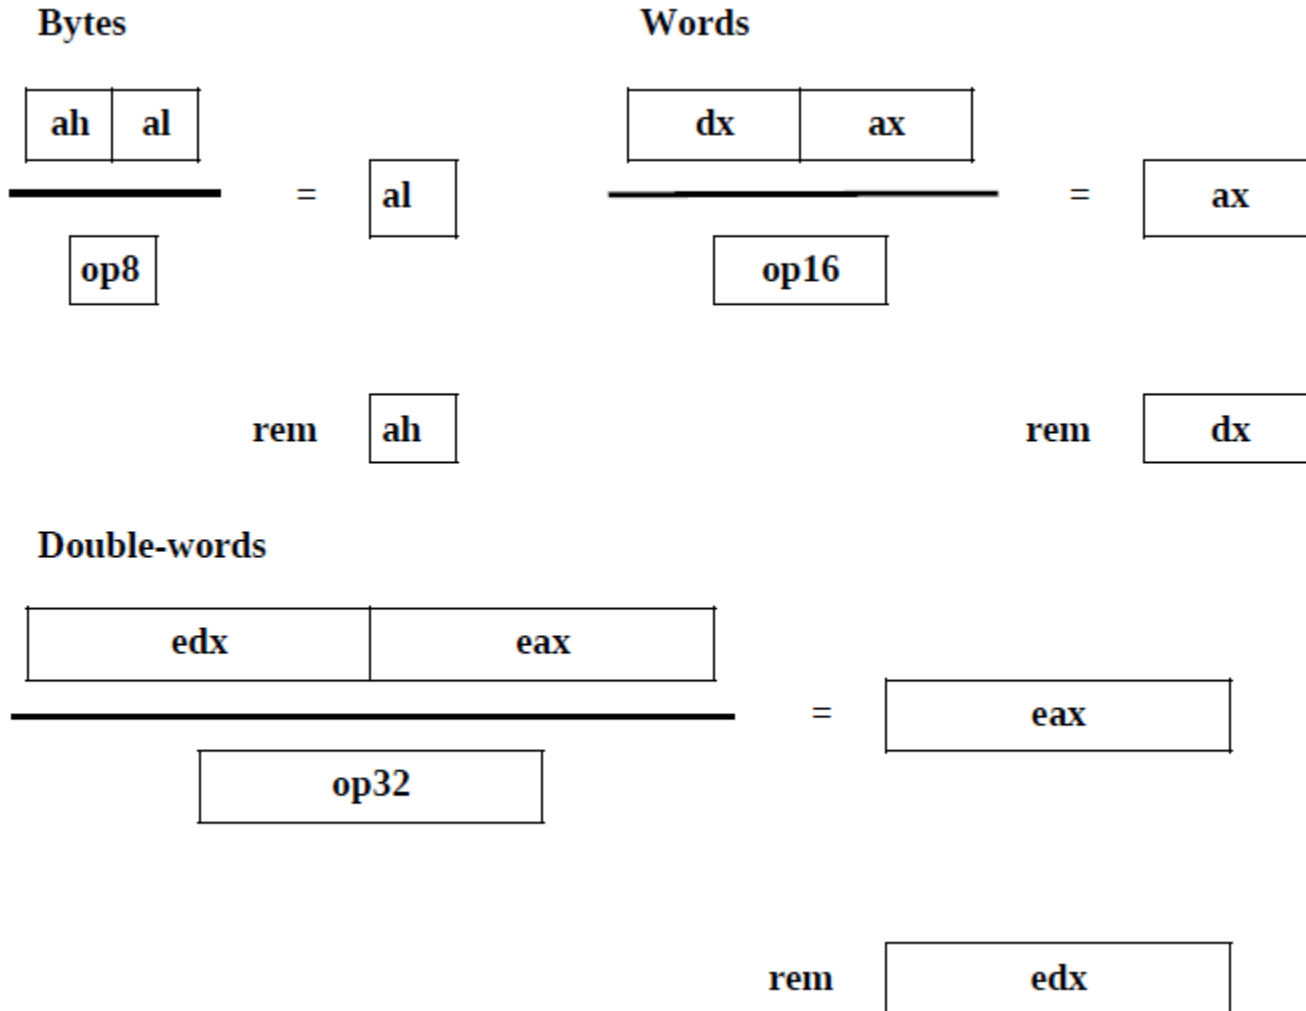 Bytes
Words
ah al
dx ax
= al
= ax
op8
op16
rem ah
rem dx
Double-words
edx eax
= eax
op32
rem edx